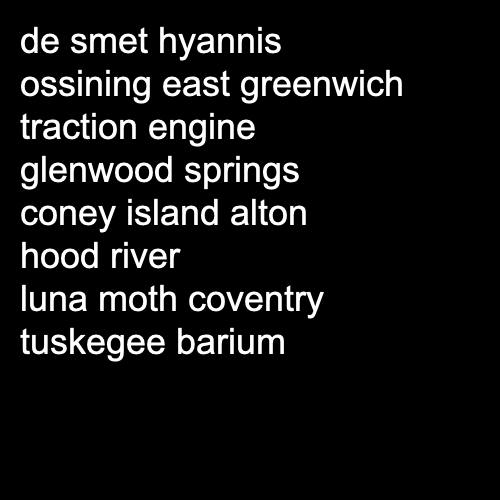 de smet hyannis
ossining east greenwich
traction engine
glenwood springs
coney island alton
hood river
luna moth coventry
tuskegee barium